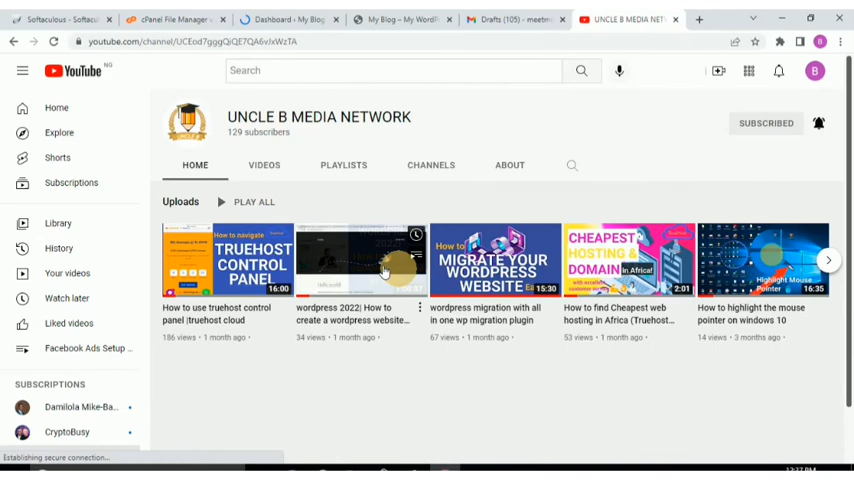 Softaculous - Softac
cPanel File Manager v
Dashboard ‹ My Blog
My Blog – My WordPr
Drafts (105) - meetm
UNCLE B MEDIA NETW
youtube.com/channel/UCEod7gggQiQE7QA6vJxWzTA
B
YouTube NG
Search
B
Home
Explore
Shorts
Subscriptions
Library
History
Your videos
Watch later
Liked videos
Facebook Ads Setup ...
SUBSCRIPTIONS
Damilola Mike-Ba...
CryptoBusy
Establishing secure connection...
UNCLE B
UNCLE B MEDIA NETWORK
129 subscribers
SUBSCRIBED
HOME
VIDEOS
PLAYLISTS
CHANNELS
ABOUT
Uploads
PLAY ALL
How to navigate
TRUEHOST
CONTROL
PANEL
16:00
How to use truehost control
panel |truehost cloud
186 views • 1 month ago
wordpress 2022| How to
create a wordpress website...
34 views • 1 month ago
How to
MIGRATE YOUR
WORDPRESS
WEBSITE
15:30
wordpress migration with all
in one wp migration plugin
67 views • 1 month ago
CHEAPEST
HOSTING &
DOMAIN in Africa!
2:01
How to find Cheapest web
hosting in Africa (Truehost...
53 views • 1 month ago
Highlight Mouse
Pointer
16:35
How to highlight the mouse
pointer on windows 10
14 views • 3 months ago